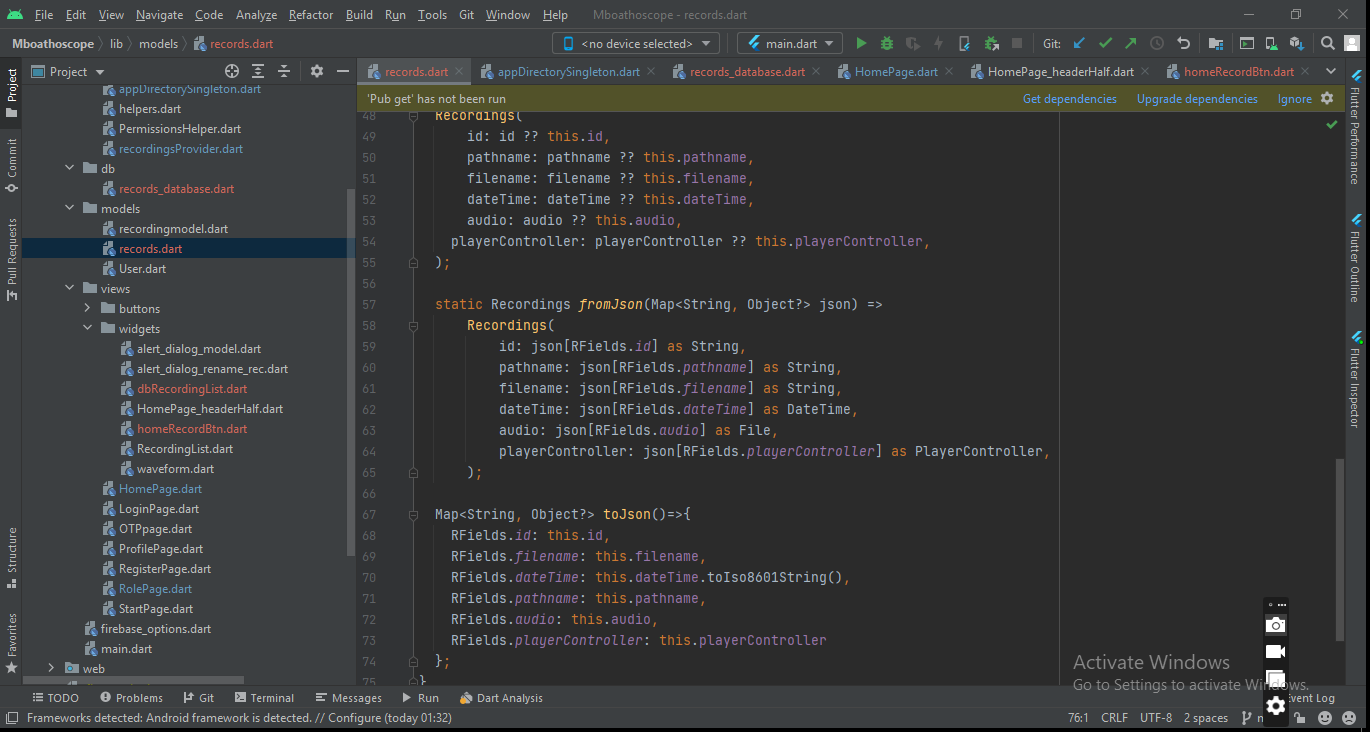 File Edit View Navigate Code Analyze Refactor Build Run Tools Git Window Help Mboathoscope - records.dart
Mboathoscope lib models records.dart <no device selected> main.dart Git:
Project records.dart appDirectorySingleton.dart records_database.dart HomePage.dart HomePage_headerHalf.dart homeRecordBtn.dart
'Pub get' has not been run Get dependencies Upgrade dependencies Ignore
Project
Commit
Pull Requests
Structure
Favorites
appDirectorySingleton.dart
helpers.dart
PermissionsHelper.dart
recordingsProvider.dart
db
records_database.dart
models
recordingmodel.dart
records.dart
User.dart
views
buttons
widgets
alert_dialog_model.dart
alert_dialog_rename_rec.dart
dbRecordingList.dart
HomePage_headerHalf.dart
homeRecordBtn.dart
RecordingList.dart
waveform.dart
HomePage.dart
LoginPage.dart
OTPpage.dart
ProfilePage.dart
RegisterPage.dart
RolePage.dart
StartPage.dart
firebase_options.dart
main.dart
web
48 Recordings(
49 id: id ?? this.id,
50 pathname: pathname ?? this.pathname,
51 filename: filename ?? this.filename,
52 dateTime: dateTime ?? this.dateTime,
53 audio: audio ?? this.audio,
54 playerController: playerController ?? this.playerController,
55 );
56
57 static Recordings fromJson(Map<String, Object?> json) =>
58 Recordings(
59 id: json[RFields.id] as String,
60 pathname: json[RFields.pathname] as String,
61 filename: json[RFields.filename] as String,
62 dateTime: json[RFields.dateTime] as DateTime,
63 audio: json[RFields.audio] as File,
64 playerController: json[RFields.playerController] as PlayerController,
65 );
66
67 Map<String, Object?> toJson()=>{
68 RFields.id: this.id,
69 RFields.filename: this.filename,
70 RFields.dateTime: this.dateTime.toIso8601String(),
71 RFields.pathname: this.pathname,
72 RFields.audio: this.audio,
73 RFields.playerController: this.playerController
74 };
75 }
Flutter Performance
Flutter Outline
Flutter Inspector
Activate Windows
Go to Settings to activate Windows.
TODO Problems Git Terminal Messages Run Dart Analysis Event Log
Frameworks detected: Android framework is detected. // Configure (today 01:32) 76:1 CRLF UTF-8 2 spaces